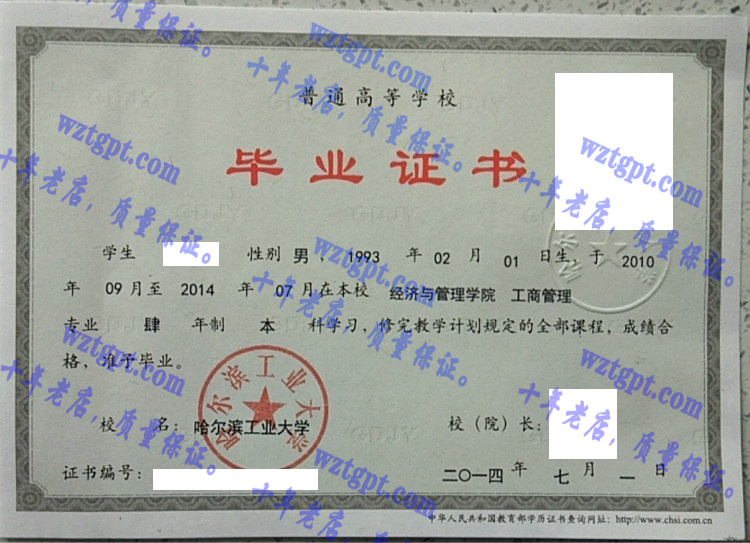 普通高等学校
毕业证书
学生 性别 男 , 1993 年 02 月 01 日生, 于 2010
年 09 月至 2014 年 07 月在本校 经济与管理学院 工商管理
专业 肆 年制 本 科学习, 修完教学计划规定的全部课程, 成绩合
格, 准予毕业。
哈尔滨工业大学
校 名: 哈尔滨工业大学 校(院)长:
证书编号: 二〇一四 年 七 月 一 日
中华人民共和国教育部学历证书查询网址: http://www.chsi.com.cn
wztgpt.com
十年老店, 质量保证。